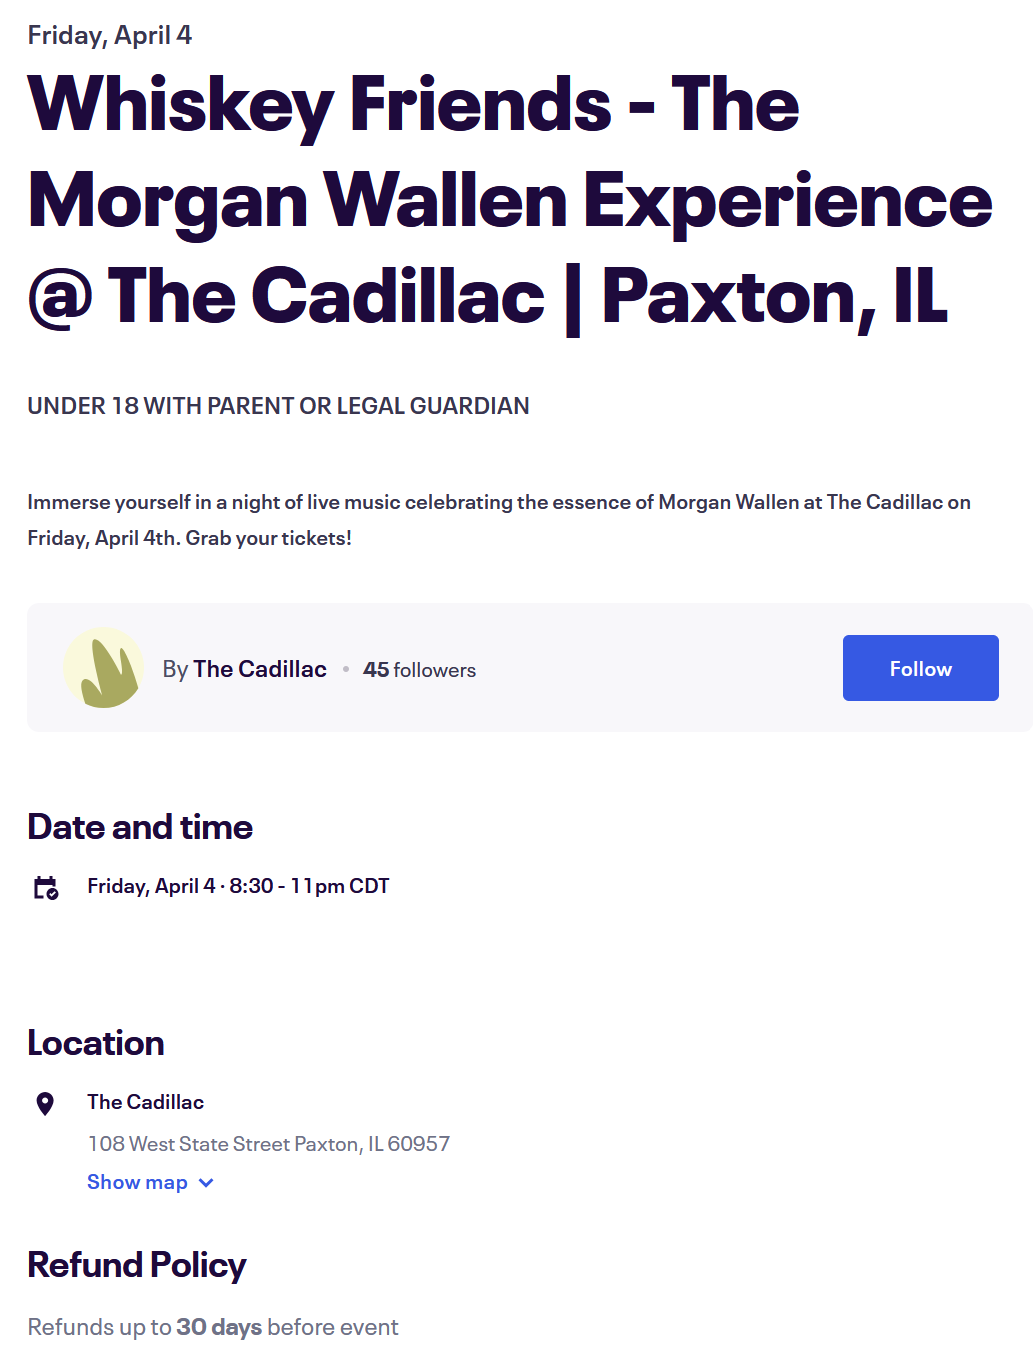 Friday, April 4
Whiskey Friends - The
Morgan Wallen Experience
@ The Cadillac | Paxton, IL
UNDER 18 WITH PARENT OR LEGAL GUARDIAN
Immerse yourself in a night of live music celebrating the essence of Morgan Wallen at The Cadillac on
Friday, April 4th. Grab your tickets!
By The Cadillac • 45 followers
Follow
Date and time
Friday, April 4 · 8:30 - 11pm CDT
Location
The Cadillac
108 West State Street Paxton, IL 60957
Show map
Refund Policy
Refunds up to 30 days before event